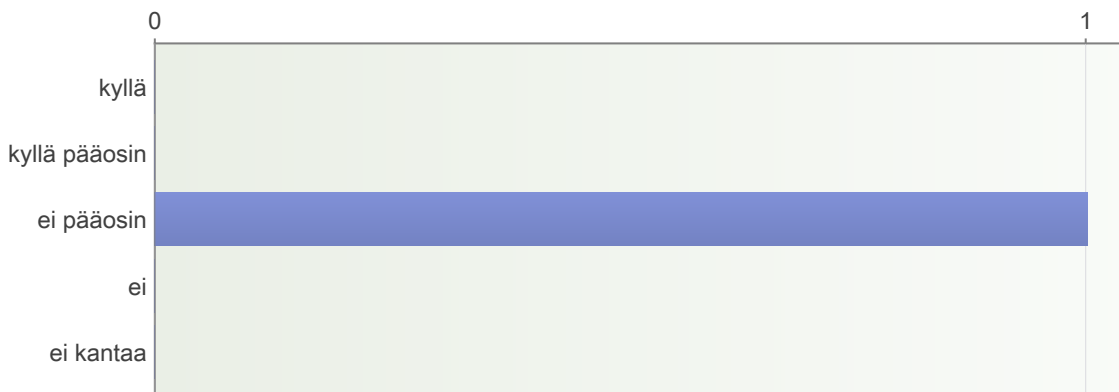 0 1
kyllä
kyllä pääosin
ei pääosin
ei
ei kantaa